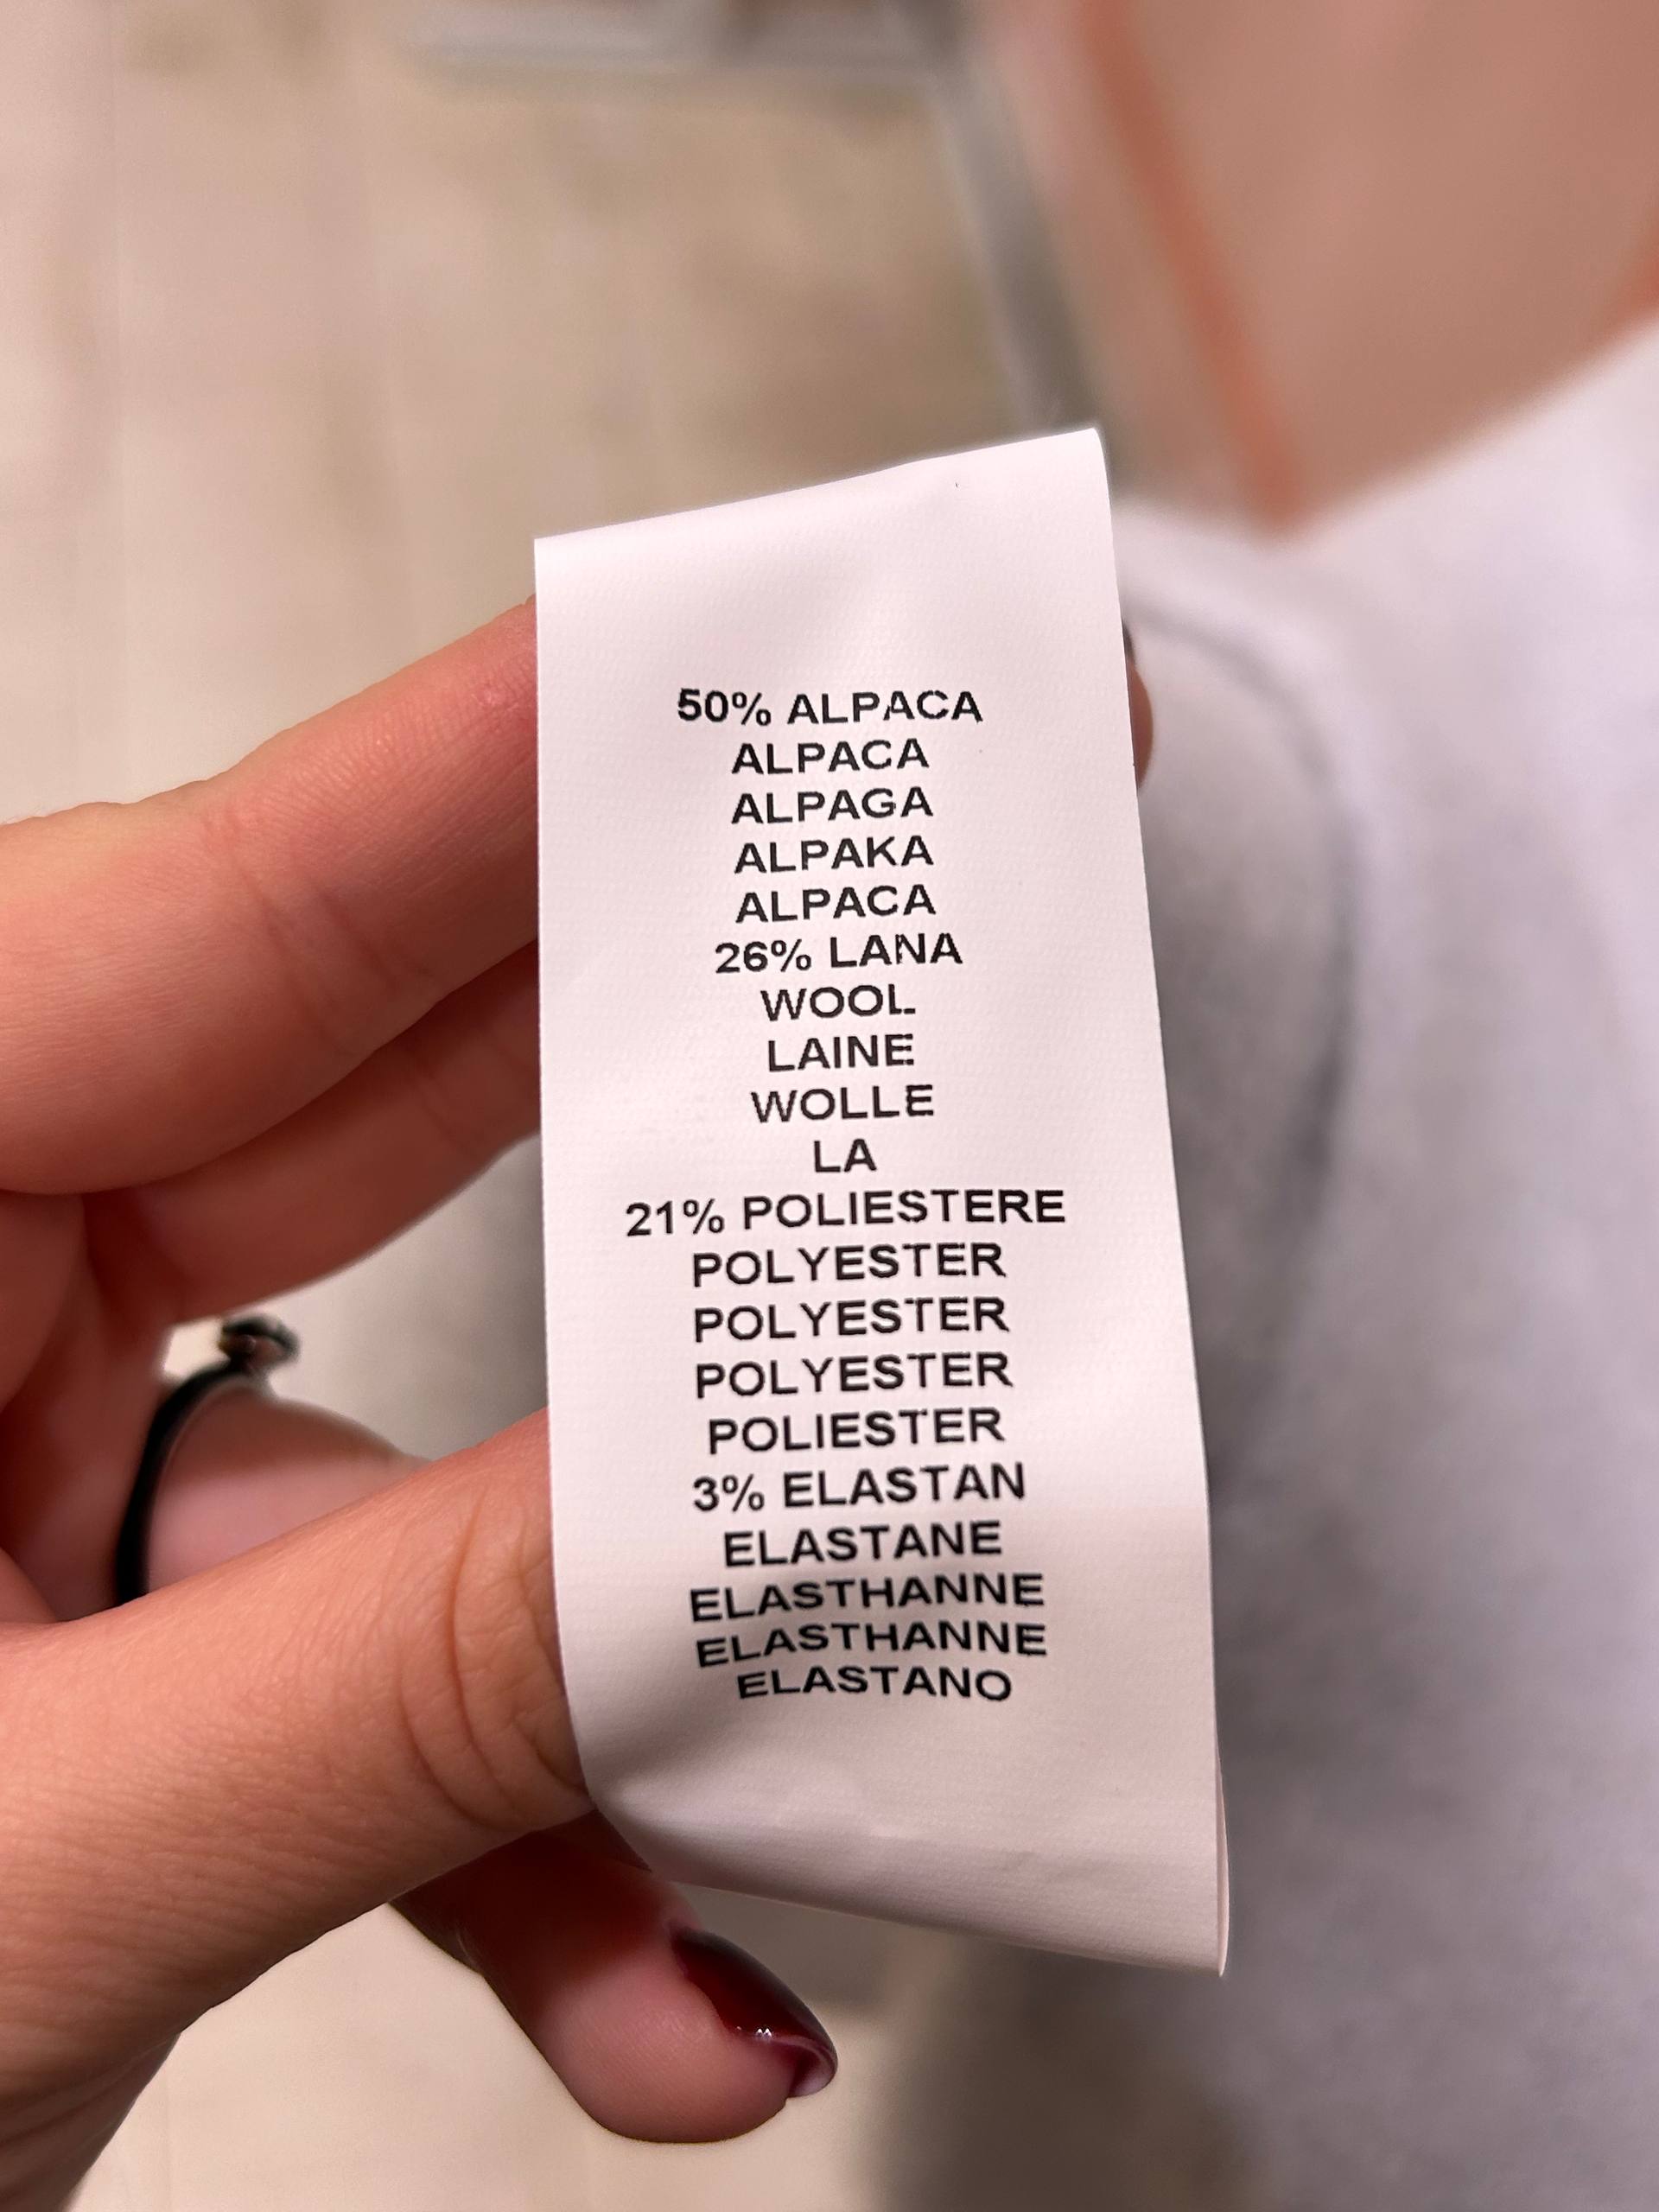 50% ALPACA
ALPACA
ALPAGA
ALPAKA
ALPACA
26% LANA
WOOL
LAINE
WOLLE
LA
21% POLIESTERE
POLYESTER
POLYESTER
POLYESTER
POLIESTER
3% ELASTAN
ELASTANE
ELASTHANNE
ELASTHANNE
ELASTANO